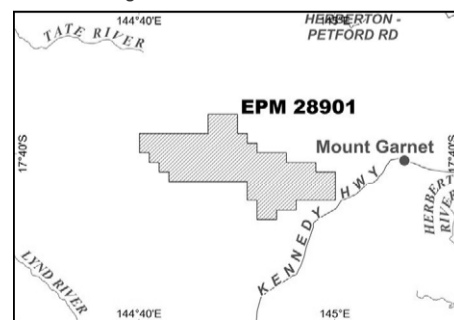 144°40'E
HERBERTON -
145°E
PETFORD RD
TATE RIVER
EPM 28901
17°40'S
Mount Garnet
17°40'S
KENNEDY HWY
HERBERT
RIVER
LYND RIVER
144°40'E
145°E